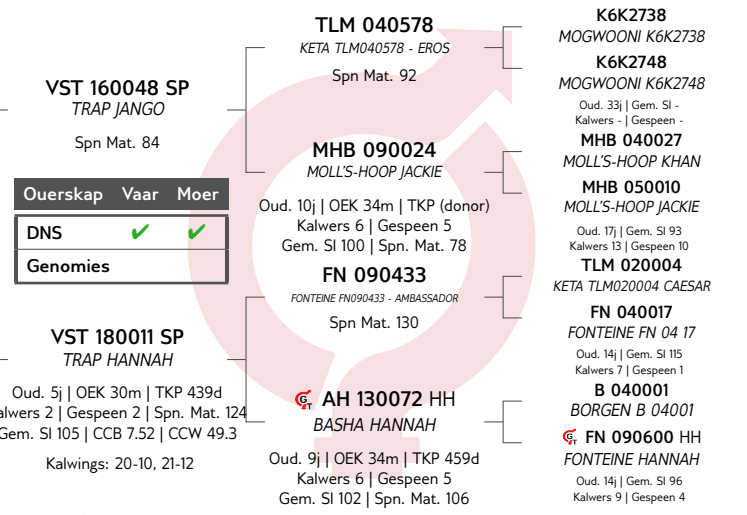 VST 160048 SP
TRAP JANGO
Spn Mat. 84
Ouerskap Vaar Moer
DNS ✔ ✔
Genomies
VST 180011 SP
TRAP HANNAH
Oud. 5j | OEK 30m | TKP 439d
alwers 2 | Gespeen 2 | Spn. Mat. 124
Gem. SI 105 | CCB 7.52 | CCW 49.3
Kalwings: 20-10, 21-12
TLM 040578
KETA TLM040578 - EROS
Spn Mat. 92
MHB 090024
MOLL'S-HOOP JACKIE
Oud. 10j | OEK 34m | TKP (donor)
Kalwers 6 | Gespeen 5
Gem. SI 100 | Spn. Mat. 78
FN 090433
FONTEINE FN090433 - AMBASSADOR
Spn Mat. 130
GT AH 130072 HH
BASHA HANNAH
Oud. 9j | OEK 34m | TKP 459d
Kalwers 6 | Gespeen 5
Gem. SI 102 | Spn. Mat. 106
K6K2738
MOGWOONI K6K2738
K6K2748
MOGWOONI K6K2748
Oud. 33j | Gem. SI -
Kalwers - | Gespeen -
MHB 040027
MOLL'S-HOOP KHAN
MHB 050010
MOLL'S-HOOP JACKIE
Oud. 17j | Gem. SI 93
Kalwers 13 | Gespeen 10
TLM 020004
KETA TLM020004 CAESAR
FN 040017
FONTEINE FN 04 17
Oud. 14j | Gem. SI 115
Kalwers 7 | Gespeen 1
B 040001
BORGEN B 04001
GT FN 090600 HH
FONTEINE HANNAH
Oud. 14j | Gem. SI 96
Kalwers 9 | Gespeen 4